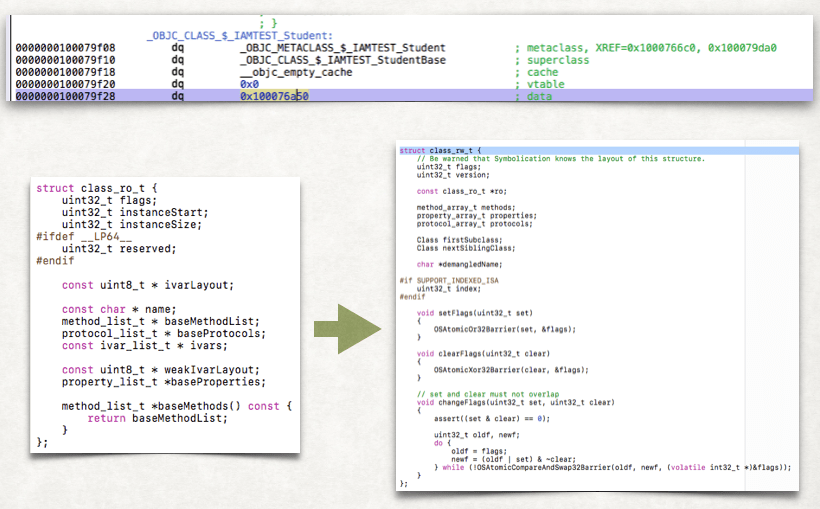 ; }
_OBJC_CLASS_$_IAMTEST_Student:
0000000100079f08 dq _OBJC_METACLASS_$_IAMTEST_Student ; metaclass, XREF=0x1000766c0, 0x100079da0
0000000100079f10 dq _OBJC_CLASS_$_IAMTEST_StudentBase ; superclass
0000000100079f18 dq __objc_empty_cache ; cache
0000000100079f20 dq 0x0 ; vtable
0000000100079f28 dq 0x100076a50 ; data
struct class_ro_t {
uint32_t flags;
uint32_t instanceStart;
uint32_t instanceSize;
#ifdef __LP64__
uint32_t reserved;
#endif
const uint8_t * ivarLayout;
const char * name;
method_list_t * baseMethodList;
protocol_list_t * baseProtocols;
const ivar_list_t * ivars;
const uint8_t * weakIvarLayout;
property_list_t *baseProperties;
method_list_t *baseMethods() const {
return baseMethodList;
}
};
struct class_rw_t {
// Be warned that Symbolication knows the layout of this structure.
uint32_t flags;
uint32_t version;
const class_ro_t *ro;
method_array_t methods;
property_array_t properties;
protocol_array_t protocols;
Class firstSubclass;
Class nextSiblingClass;
char *demangledName;
#if SUPPORT_INDEXED_ISA
uint32_t index;
#endif
void setFlags(uint32_t set)
{
OSAtomicOr32Barrier(set, &flags);
}
void clearFlags(uint32_t clear)
{
OSAtomicXor32Barrier(clear, &flags);
}
// set and clear must not overlap
void changeFlags(uint32_t set, uint32_t clear)
{
assert((set & clear) == 0);
uint32_t oldf, newf;
do {
oldf = flags;
newf = (oldf | set) & ~clear;
} while (!OSAtomicCompareAndSwap32Barrier(oldf, newf, (volatile int32_t *)&flags));
}
};